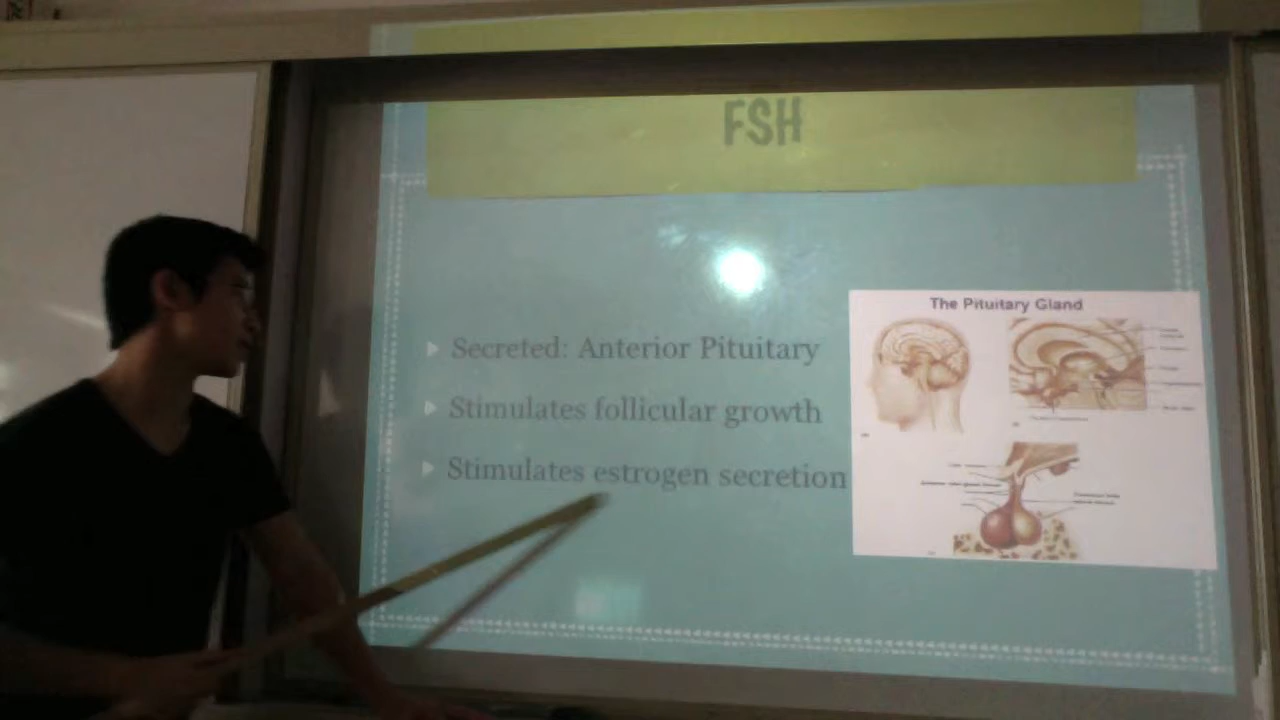 FSH
Secreted: Anterior Pituitary
Stimulates follicular growth
Stimulates estrogen secretion
The Pituitary Gland